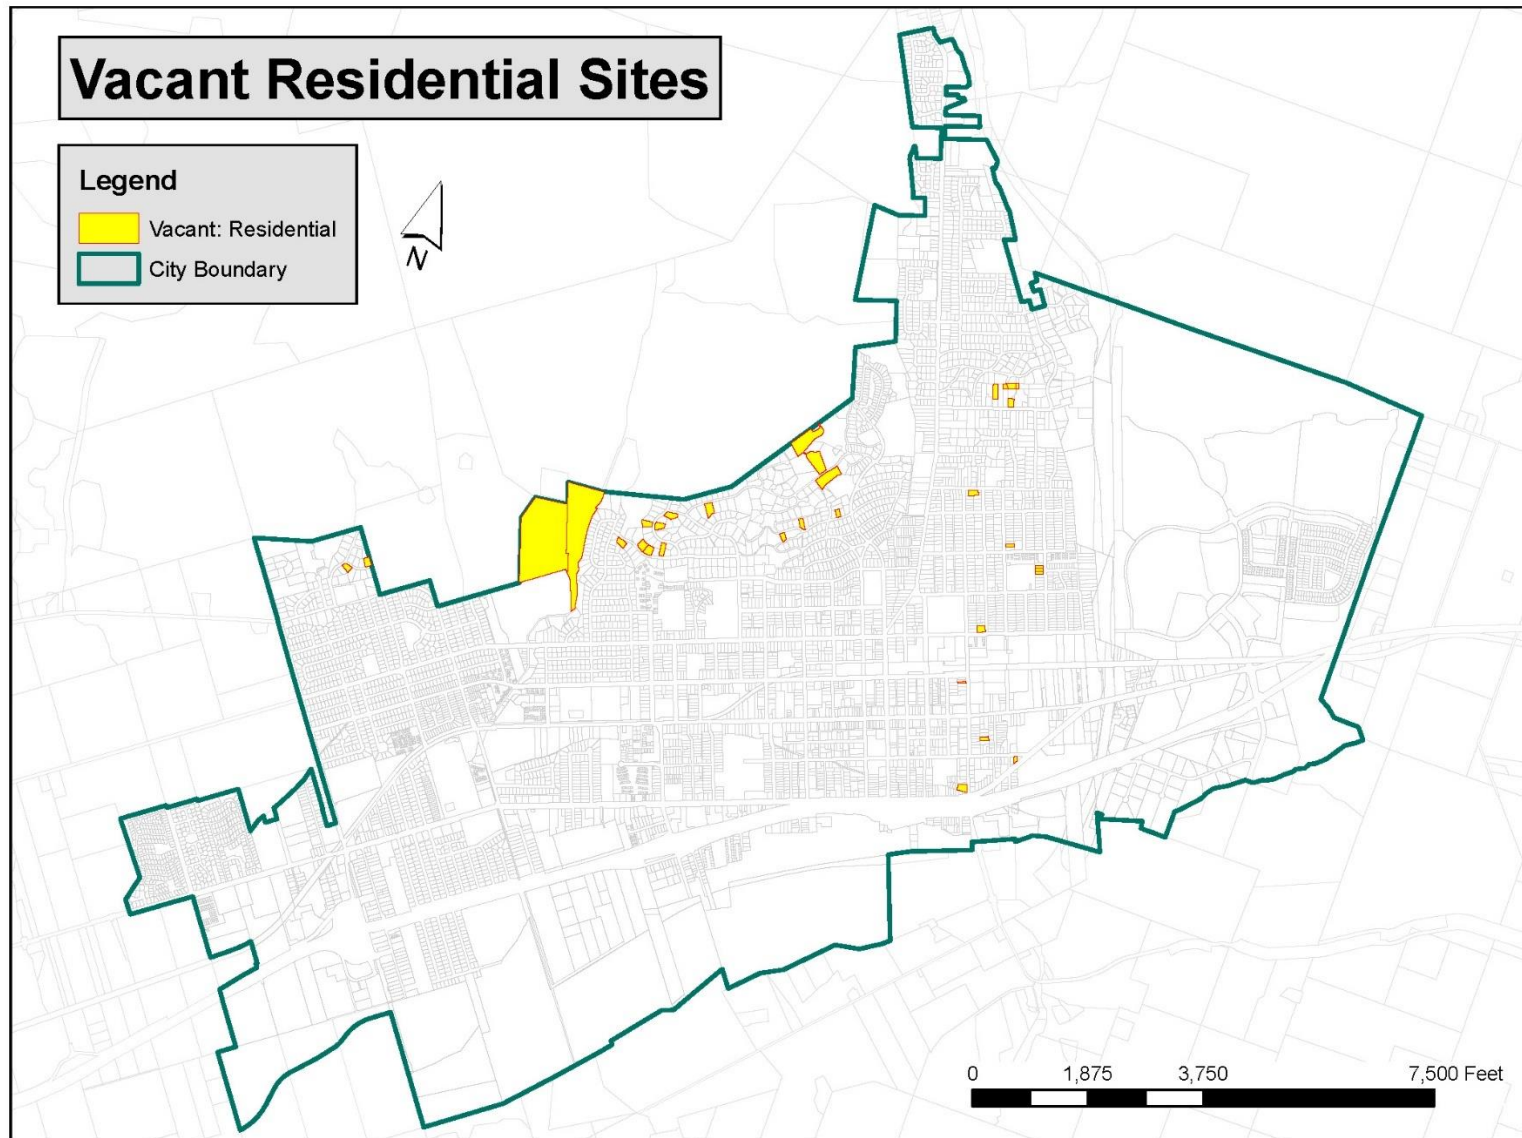 Vacant Residential Sites
Legend
Vacant: Residential
City Boundary
N
0 1,875 3,750 7,500 Feet